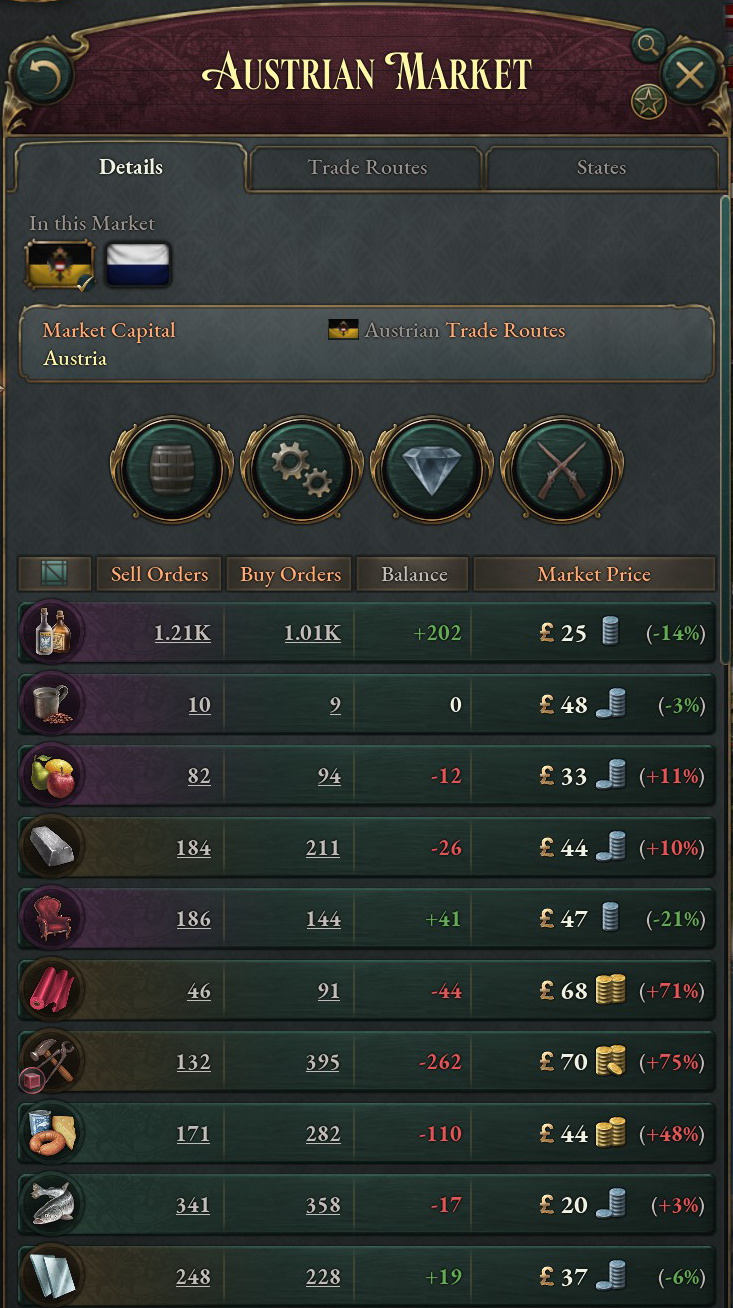 Austrian Market
Details Trade Routes States
In this Market
Market Capital Austrian Trade Routes
Austria
Sell Orders Buy Orders Balance Market Price
1.21K 1.01K +202 £ 25 (-14%)
10 9 0 £ 48 (-3%)
82 94 -12 £ 33 (+11%)
184 211 -26 £ 44 (+10%)
186 144 +41 £ 47 (-21%)
46 91 -44 £ 68 (+71%)
132 395 -262 £ 70 (+75%)
171 282 -110 £ 44 (+48%)
341 358 -17 £ 20 (+3%)
248 228 +19 £ 37 (-6%)